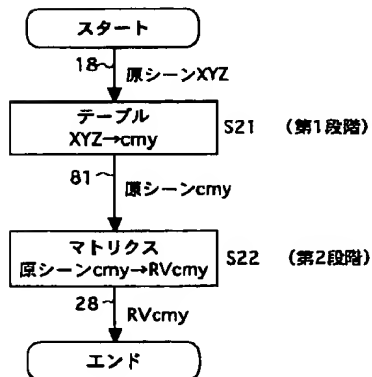 スタート
18
原シーンXYZ
テーブル
XYZ→cmy
S21 （第1段階）
81
原シーンcmy
マトリクス
原シーンcmy→RVcmy
S22 （第2段階）
28
RVcmy
エンド